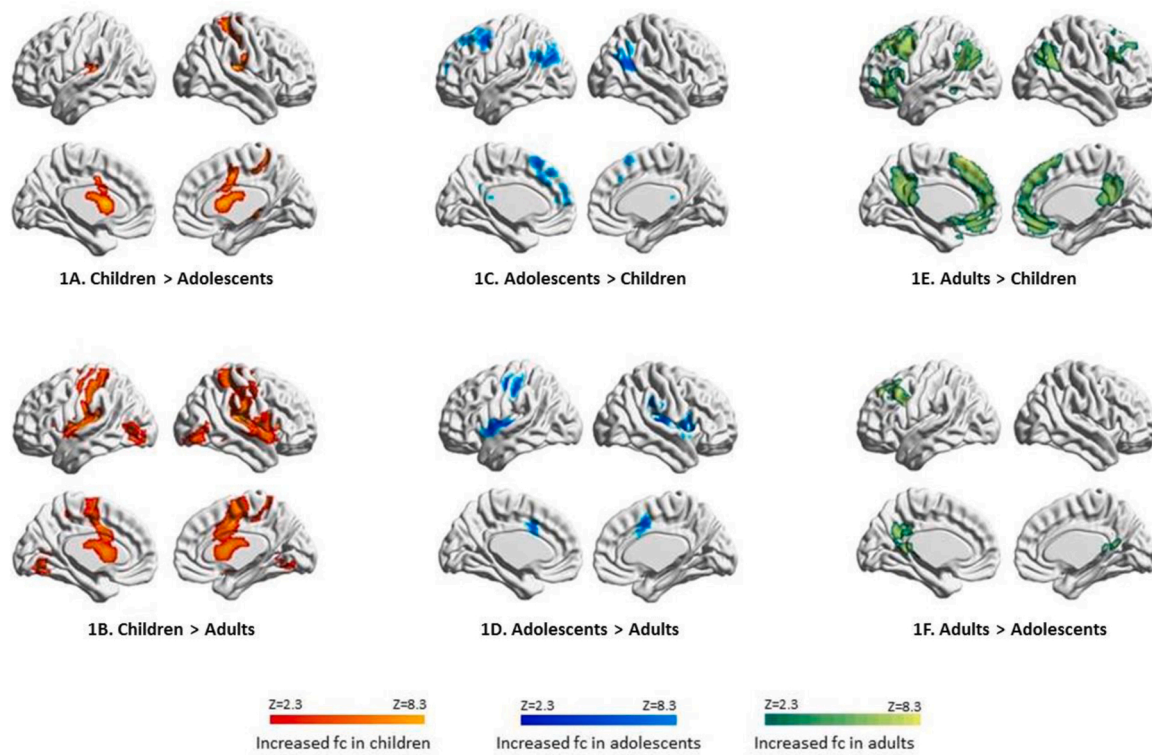 1A. Children > Adolescents
1C. Adolescents > Children
1E. Adults > Children
1B. Children > Adults
1D. Adolescents > Adults
1F. Adults > Adolescents
Z=2.3 Z=8.3
Increased fc in children
Z=2.3 Z=8.3
Increased fc in adolescents
Z=2.3 Z=8.3
Increased fc in adults